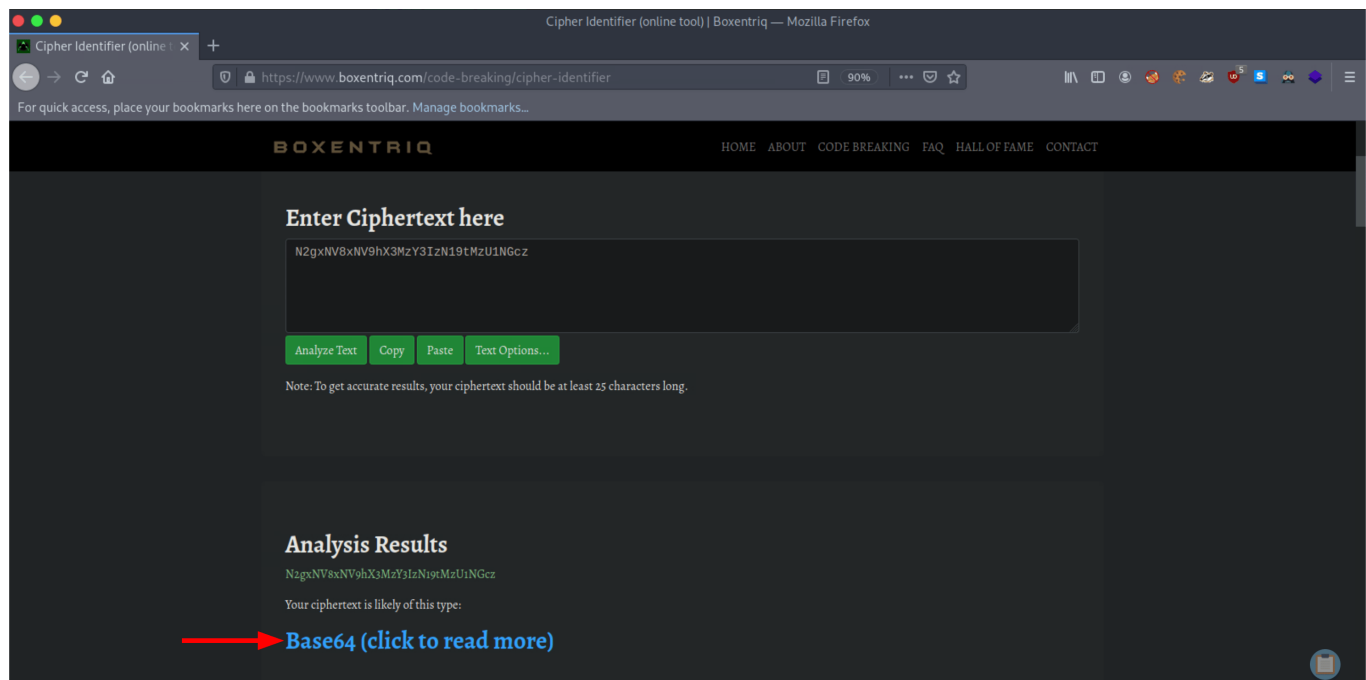 Cipher Identifier (online tool) | Boxentriq — Mozilla Firefox
Cipher Identifier (online t
https://www.boxentriq.com/code-breaking/cipher-identifier 90%
5
For quick access, place your bookmarks here on the bookmarks toolbar. Manage bookmarks...
BOXENTRIQ HOME ABOUT CODE BREAKING FAQ HALL OF FAME CONTACT
Enter Ciphertext here
N2gxNV8xNV9hX3MzY3IzN19tMzU1NGcz
Analyze Text Copy Paste Text Options...
Note: To get accurate results, your ciphertext should be at least 25 characters long.
Analysis Results
N2gxNV8xNV9hX3MzY3IzN19tMzU1NGcz
Your ciphertext is likely of this type:
Base64 (click to read more)